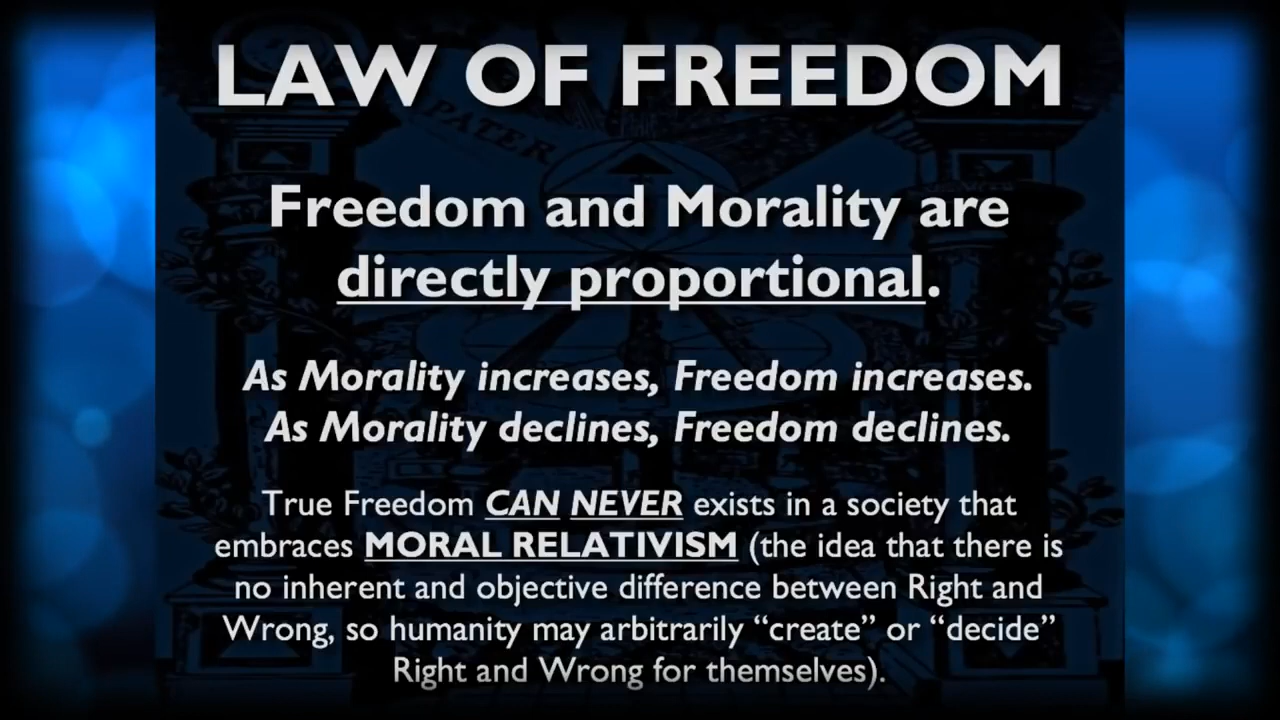 LAW OF FREEDOM
PATER
Freedom and Morality are
directly proportional.
As Morality increases, Freedom increases.
As Morality declines, Freedom declines.
True Freedom CAN NEVER exists in a society that
embraces MORAL RELATIVISM (the idea that there is
no inherent and objective difference between Right and
Wrong, so humanity may arbitrarily “create” or “decide”
Right and Wrong for themselves).